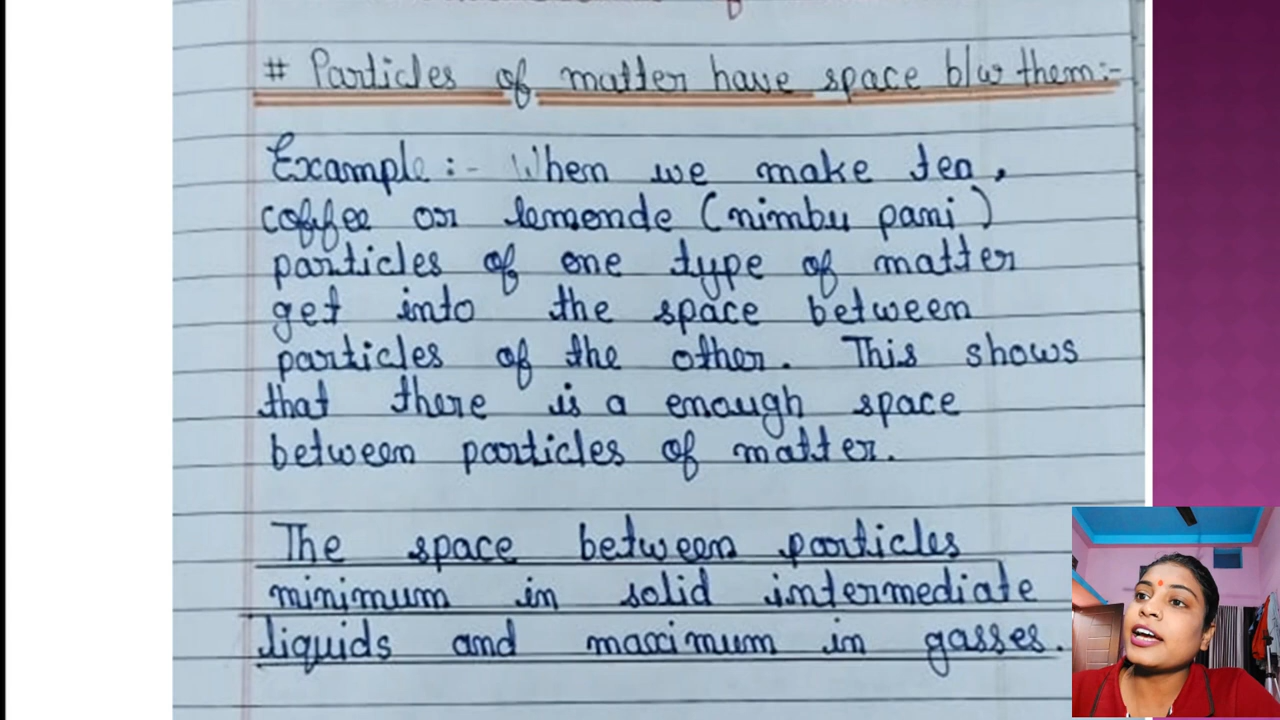 # Particles of matter have space b/w them:-
Example:- When we make tea,
coffee or lemonde (nimbu pani)
particles of one type of matter
get into the space between
particles of the other. This shows
that there is a enough space
between particles of matter.
The space between particles
minimum in solid intermediate
liquids and maximum in gasses.